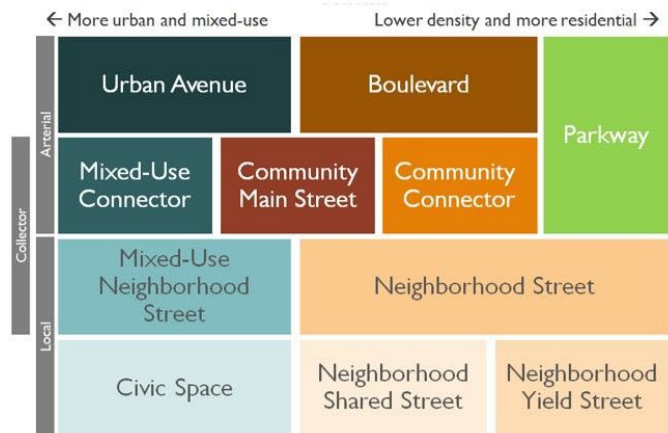 ← More urban and mixed-use
Lower density and more residential →
Urban Avenue
Boulevard
Parkway
Arterial
Collector
Mixed-Use
Connector
Community
Main Street
Community
Connector
Local
Mixed-Use
Neighborhood
Street
Neighborhood Street
Civic Space
Neighborhood
Shared Street
Neighborhood
Yield Street